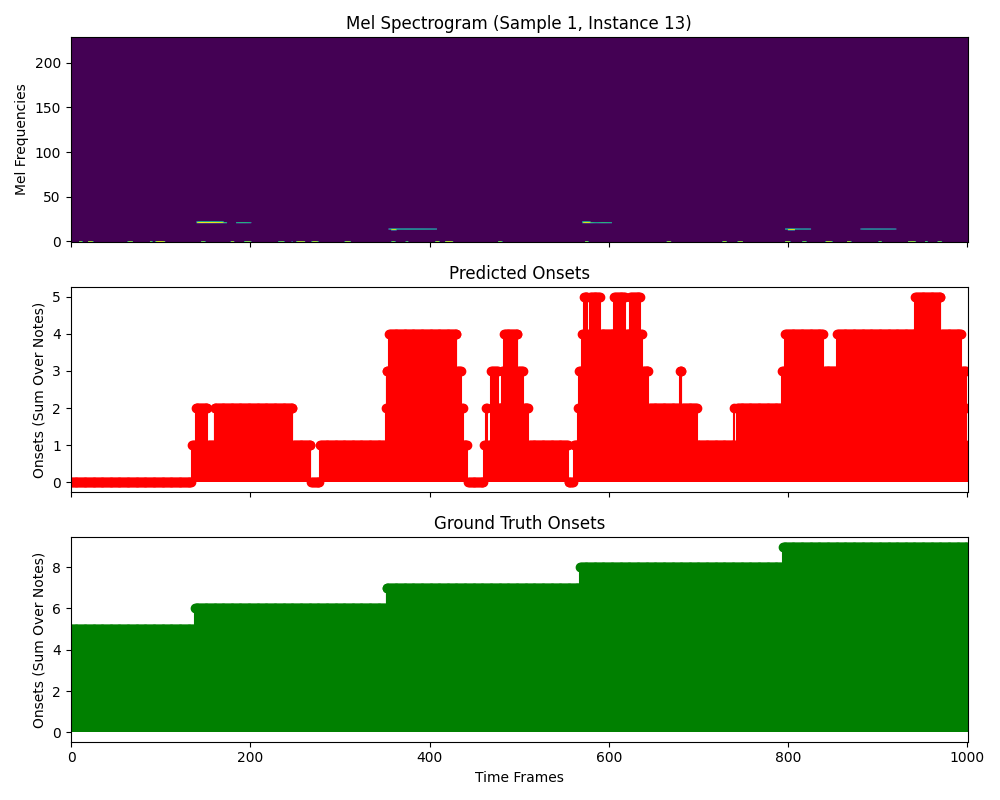 Mel Spectrogram (Sample 1, Instance 13)
Mel Frequencies
200
150
100
50
0
Predicted Onsets
Onsets (Sum Over Notes)
5
4
3
2
1
0
Ground Truth Onsets
Onsets (Sum Over Notes)
8
6
4
2
0
0 200 400 600 800 1000
Time Frames